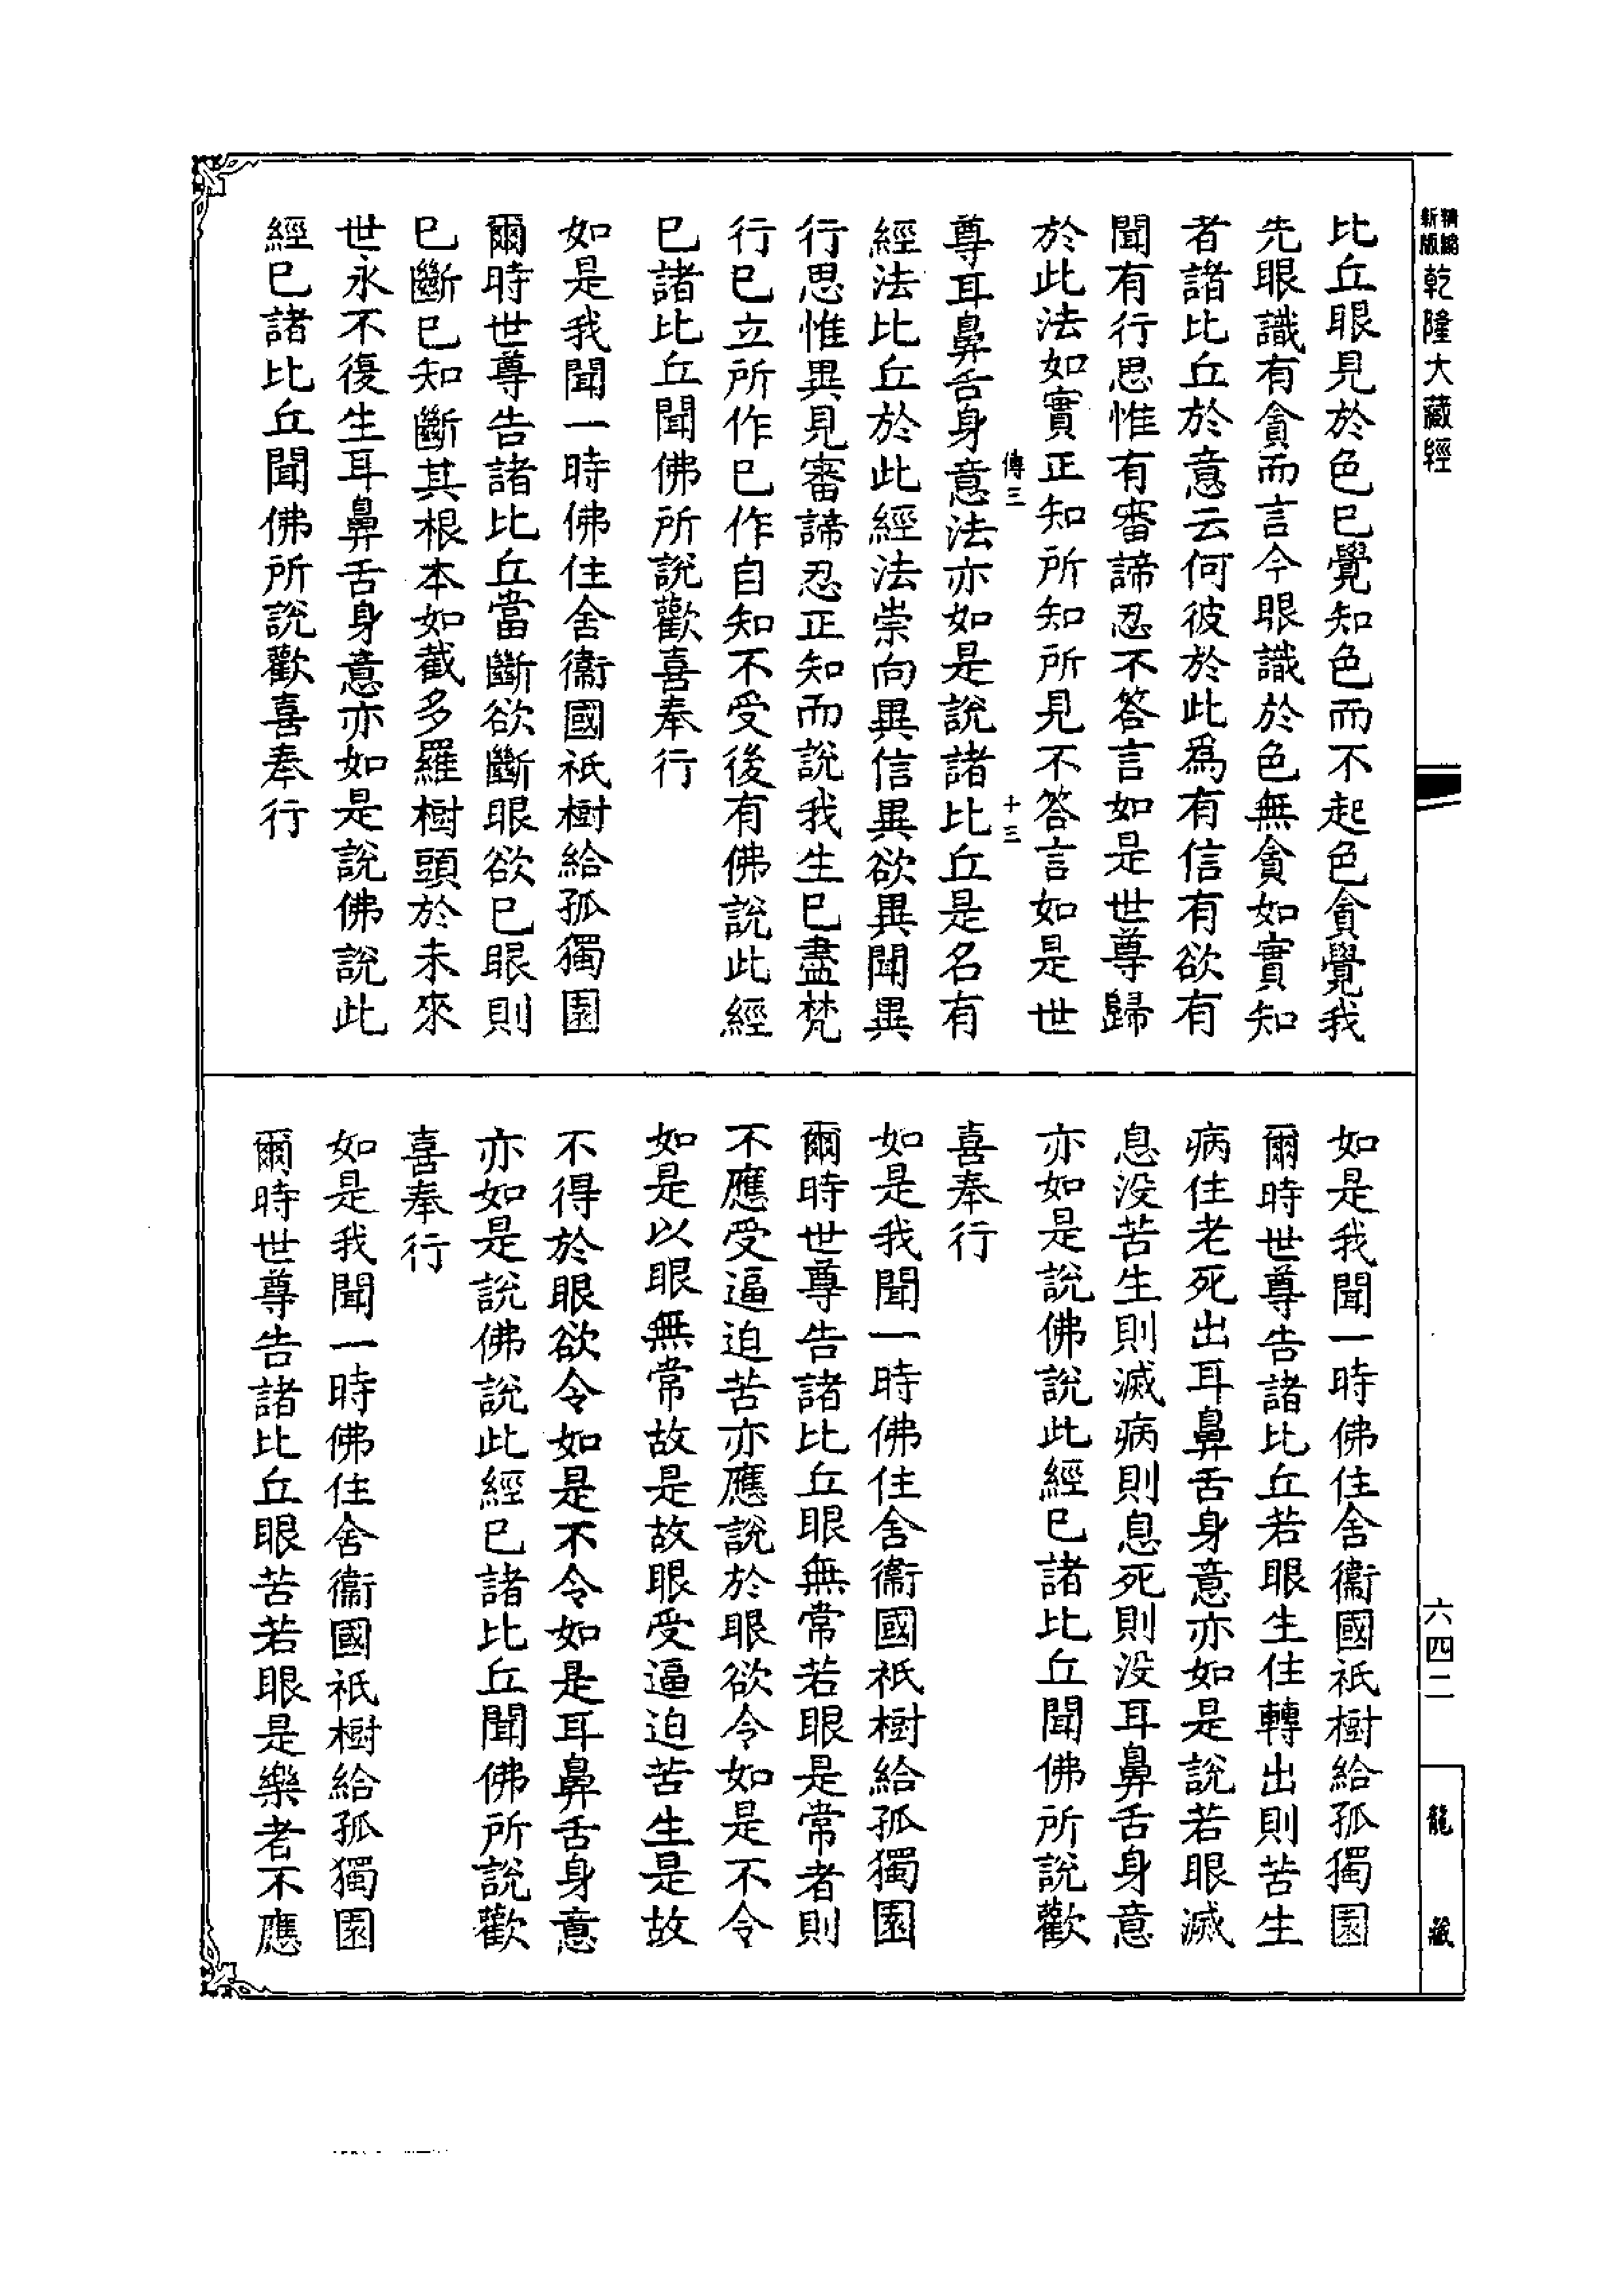 精縮
新版
乾隆大藏經
比丘眼見於色已覺知色而不起色貪覺我
先眼識有貪而言今眼識於色無貪如實知
者諸比丘於意云何彼於此為有信有欲有
聞有行思惟有審諦忍不答言如是世尊歸
於此法如實正知所知所見不答言如是世
傳三
十三
尊耳鼻舌身意法亦如是說諸比丘是名有
經法比丘於此經法崇向異信異欲異聞異
行思惟異見審諦忍正知而說我生已盡梵
行已立所作已作自知不受後有佛說此經
已諸比丘聞佛所說歡喜奉行
如是我聞一時佛住舍衞國祇樹給孤獨園
爾時世尊告諸比丘當斷欲斷眼欲已眼則
已斷已知斷其根本如截多羅樹頭於未來
世永不復生耳鼻舌身意亦如是說佛說此
經已諸比丘聞佛所說歡喜奉行
如是我聞一時佛住舍衞國祇樹給孤獨園
爾時世尊告諸比丘若眼生住轉出則苦生
病住老死出耳鼻舌身意亦如是說若眼滅
息没苦生則滅病則息死則没耳鼻舌身意
亦如是說佛說此經已諸比丘聞佛所說歡
喜奉行
如是我聞一時佛住舍衞國祇樹給孤獨園
爾時世尊告諸比丘眼無常若眼是常者則
不應受逼迫苦亦應說於眼欲令如是不令
如是以眼無常故是故眼受逼迫苦生是故
不得於眼欲令如是不令如是耳鼻舌身意
亦如是說佛說此經已諸比丘聞佛所說歡
喜奉行
如是我聞一時佛住舍衞國祇樹給孤獨園
爾時世尊告諸比丘眼苦若眼是樂者不應
六四二
龍藏